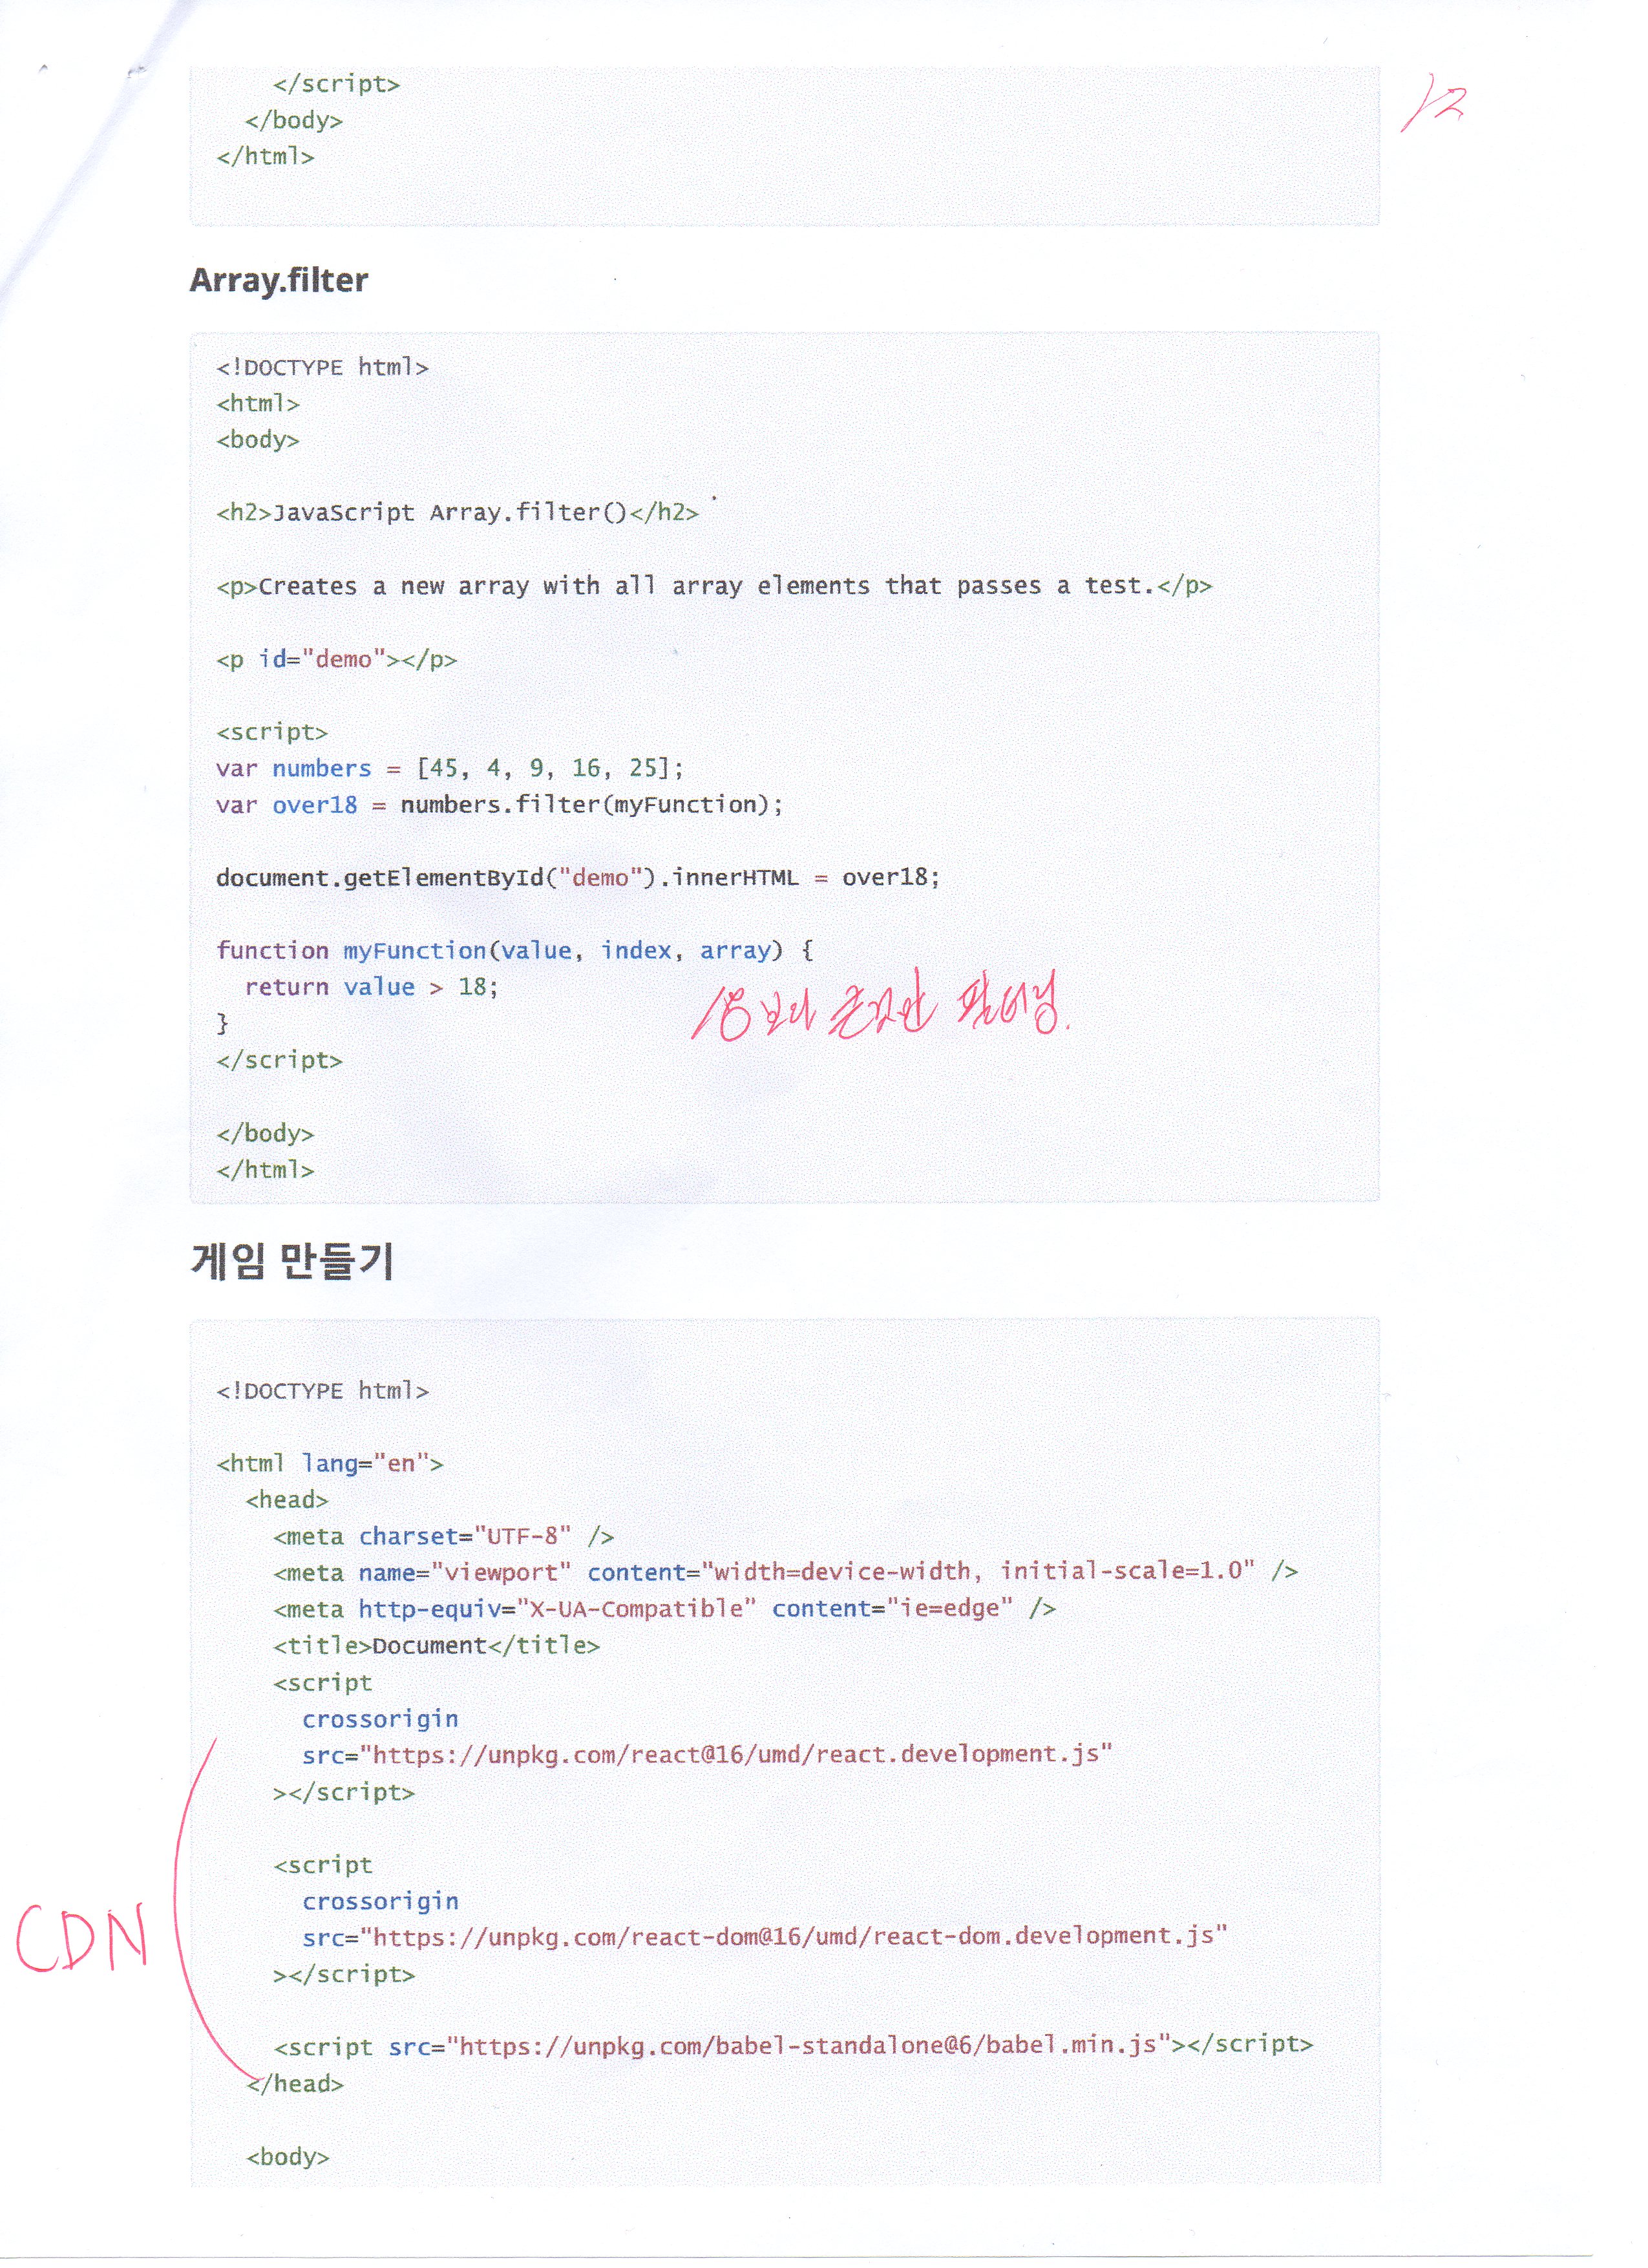 </script>
  </body>
</html>
12
Array.filter
<!DOCTYPE html>
<html>
<body>
<h2>JavaScript Array.filter()</h2>
<p>Creates a new array with all array elements that passes a test.</p>
<p id="demo"></p>
<script>
var numbers = [45, 4, 9, 16, 25];
var over18 = numbers.filter(myFunction);
document.getElementById("demo").innerHTML = over18;
function myFunction(value, index, array) {
  return value > 18;
}
18보다 큰것만 필터링.
</script>
</body>
</html>
게임 만들기
<!DOCTYPE html>
<html lang="en">
  <head>
    <meta charset="UTF-8" />
    <meta name="viewport" content="width=device-width, initial-scale=1.0" />
    <meta http-equiv="X-UA-Compatible" content="ie=edge" />
    <title>Document</title>
    <script
      crossorigin
      src="https://unpkg.com/react@16/umd/react.development.js"
    ></script>
    <script
      crossorigin
      src="https://unpkg.com/react-dom@16/umd/react-dom.development.js"
    ></script>
CDN
    <script src="https://unpkg.com/babel-standalone@6/babel.min.js"></script>
  </head>
  <body>